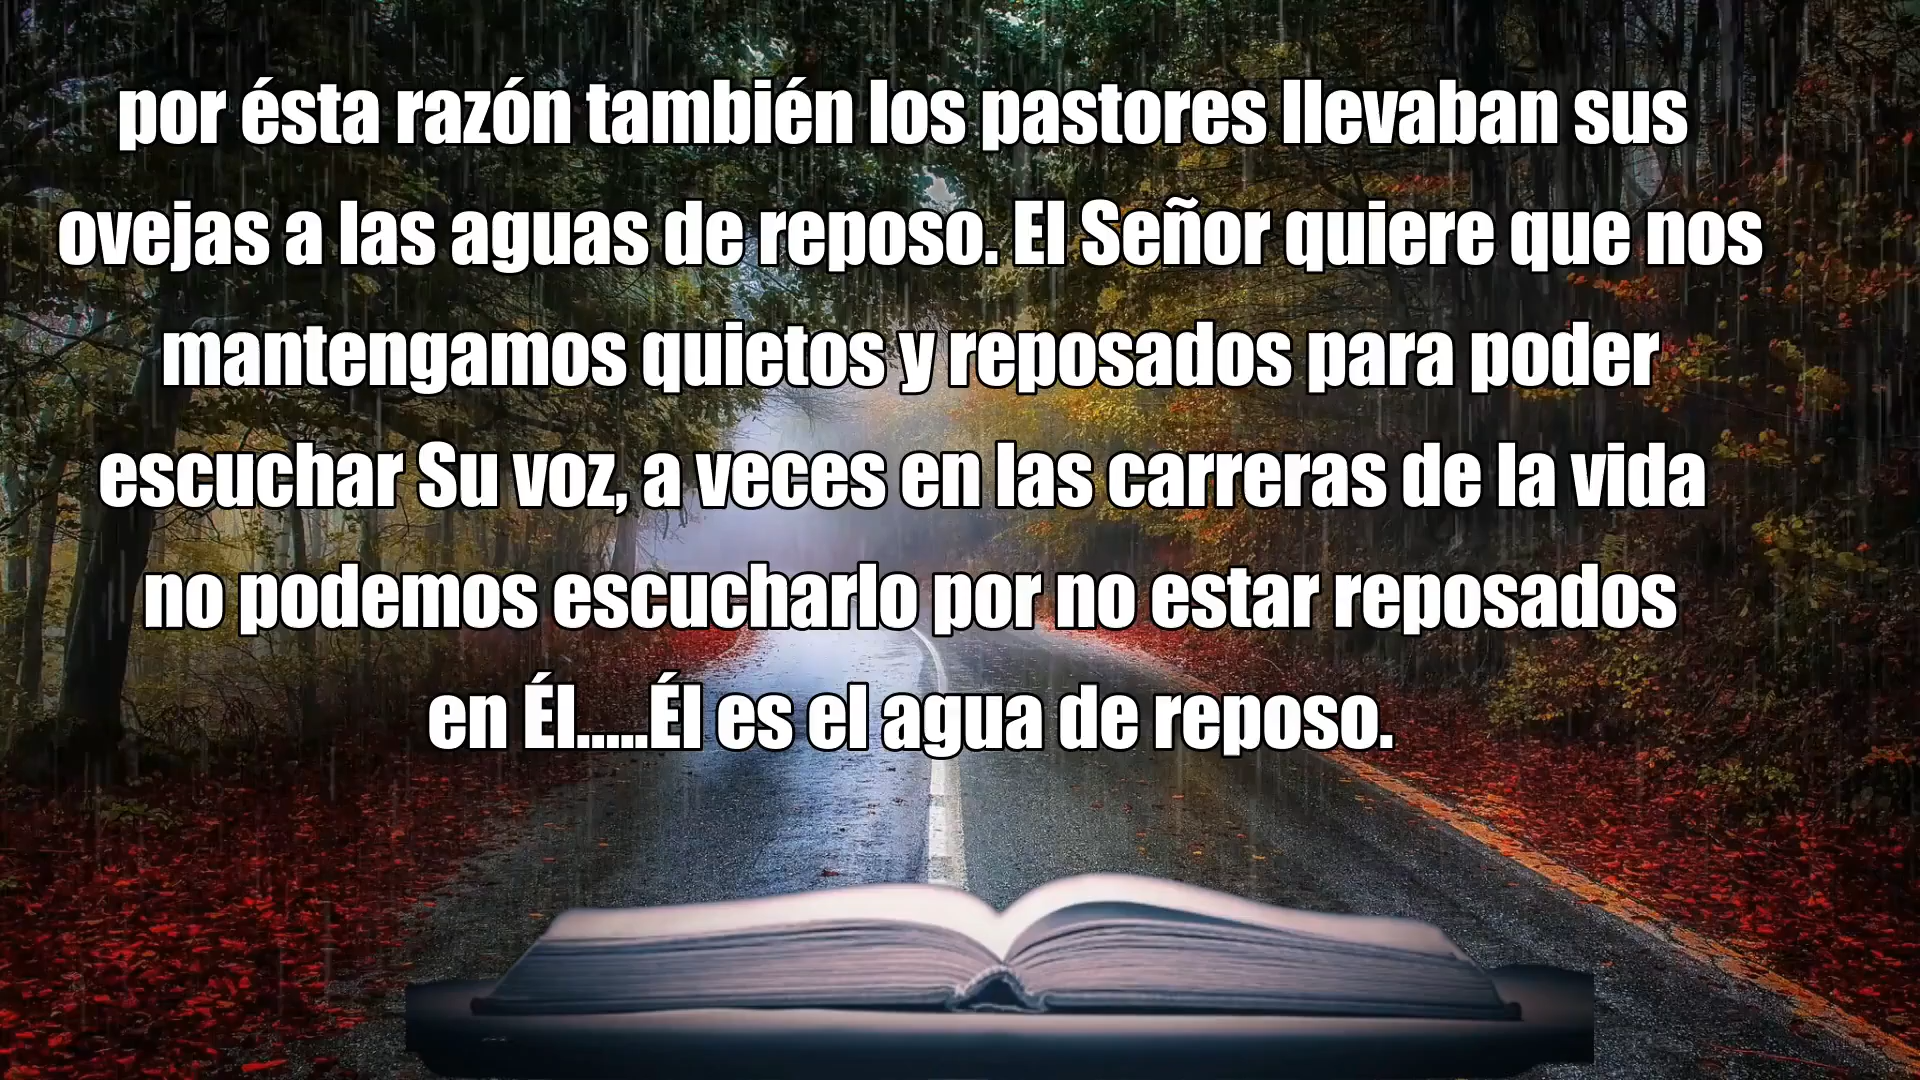 por ésta razón también los pastores llevaban sus
ovejas a las aguas de reposo. El Señor quiere que nos
mantengamos quietos y reposados para poder
escuchar Su voz, a veces en las carreras de la vida
no podemos escucharlo por no estar reposados
en Él.....Él es el agua de reposo.